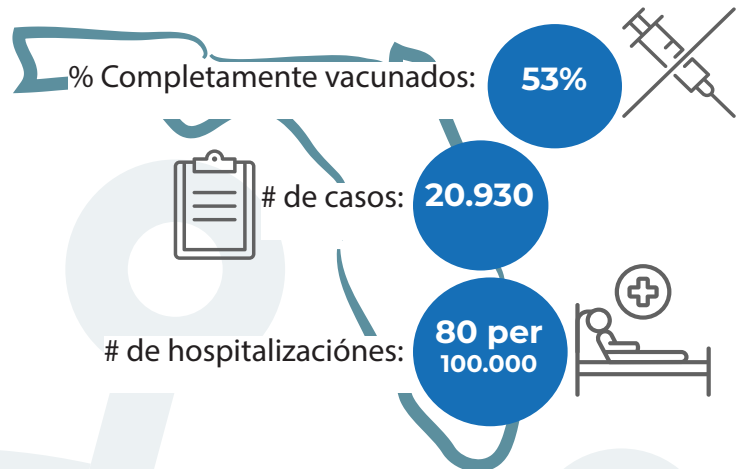 % Completamente vacunados: 53%
# de casos: 20.930
# de hospitalizaciónes: 80 per
100.000